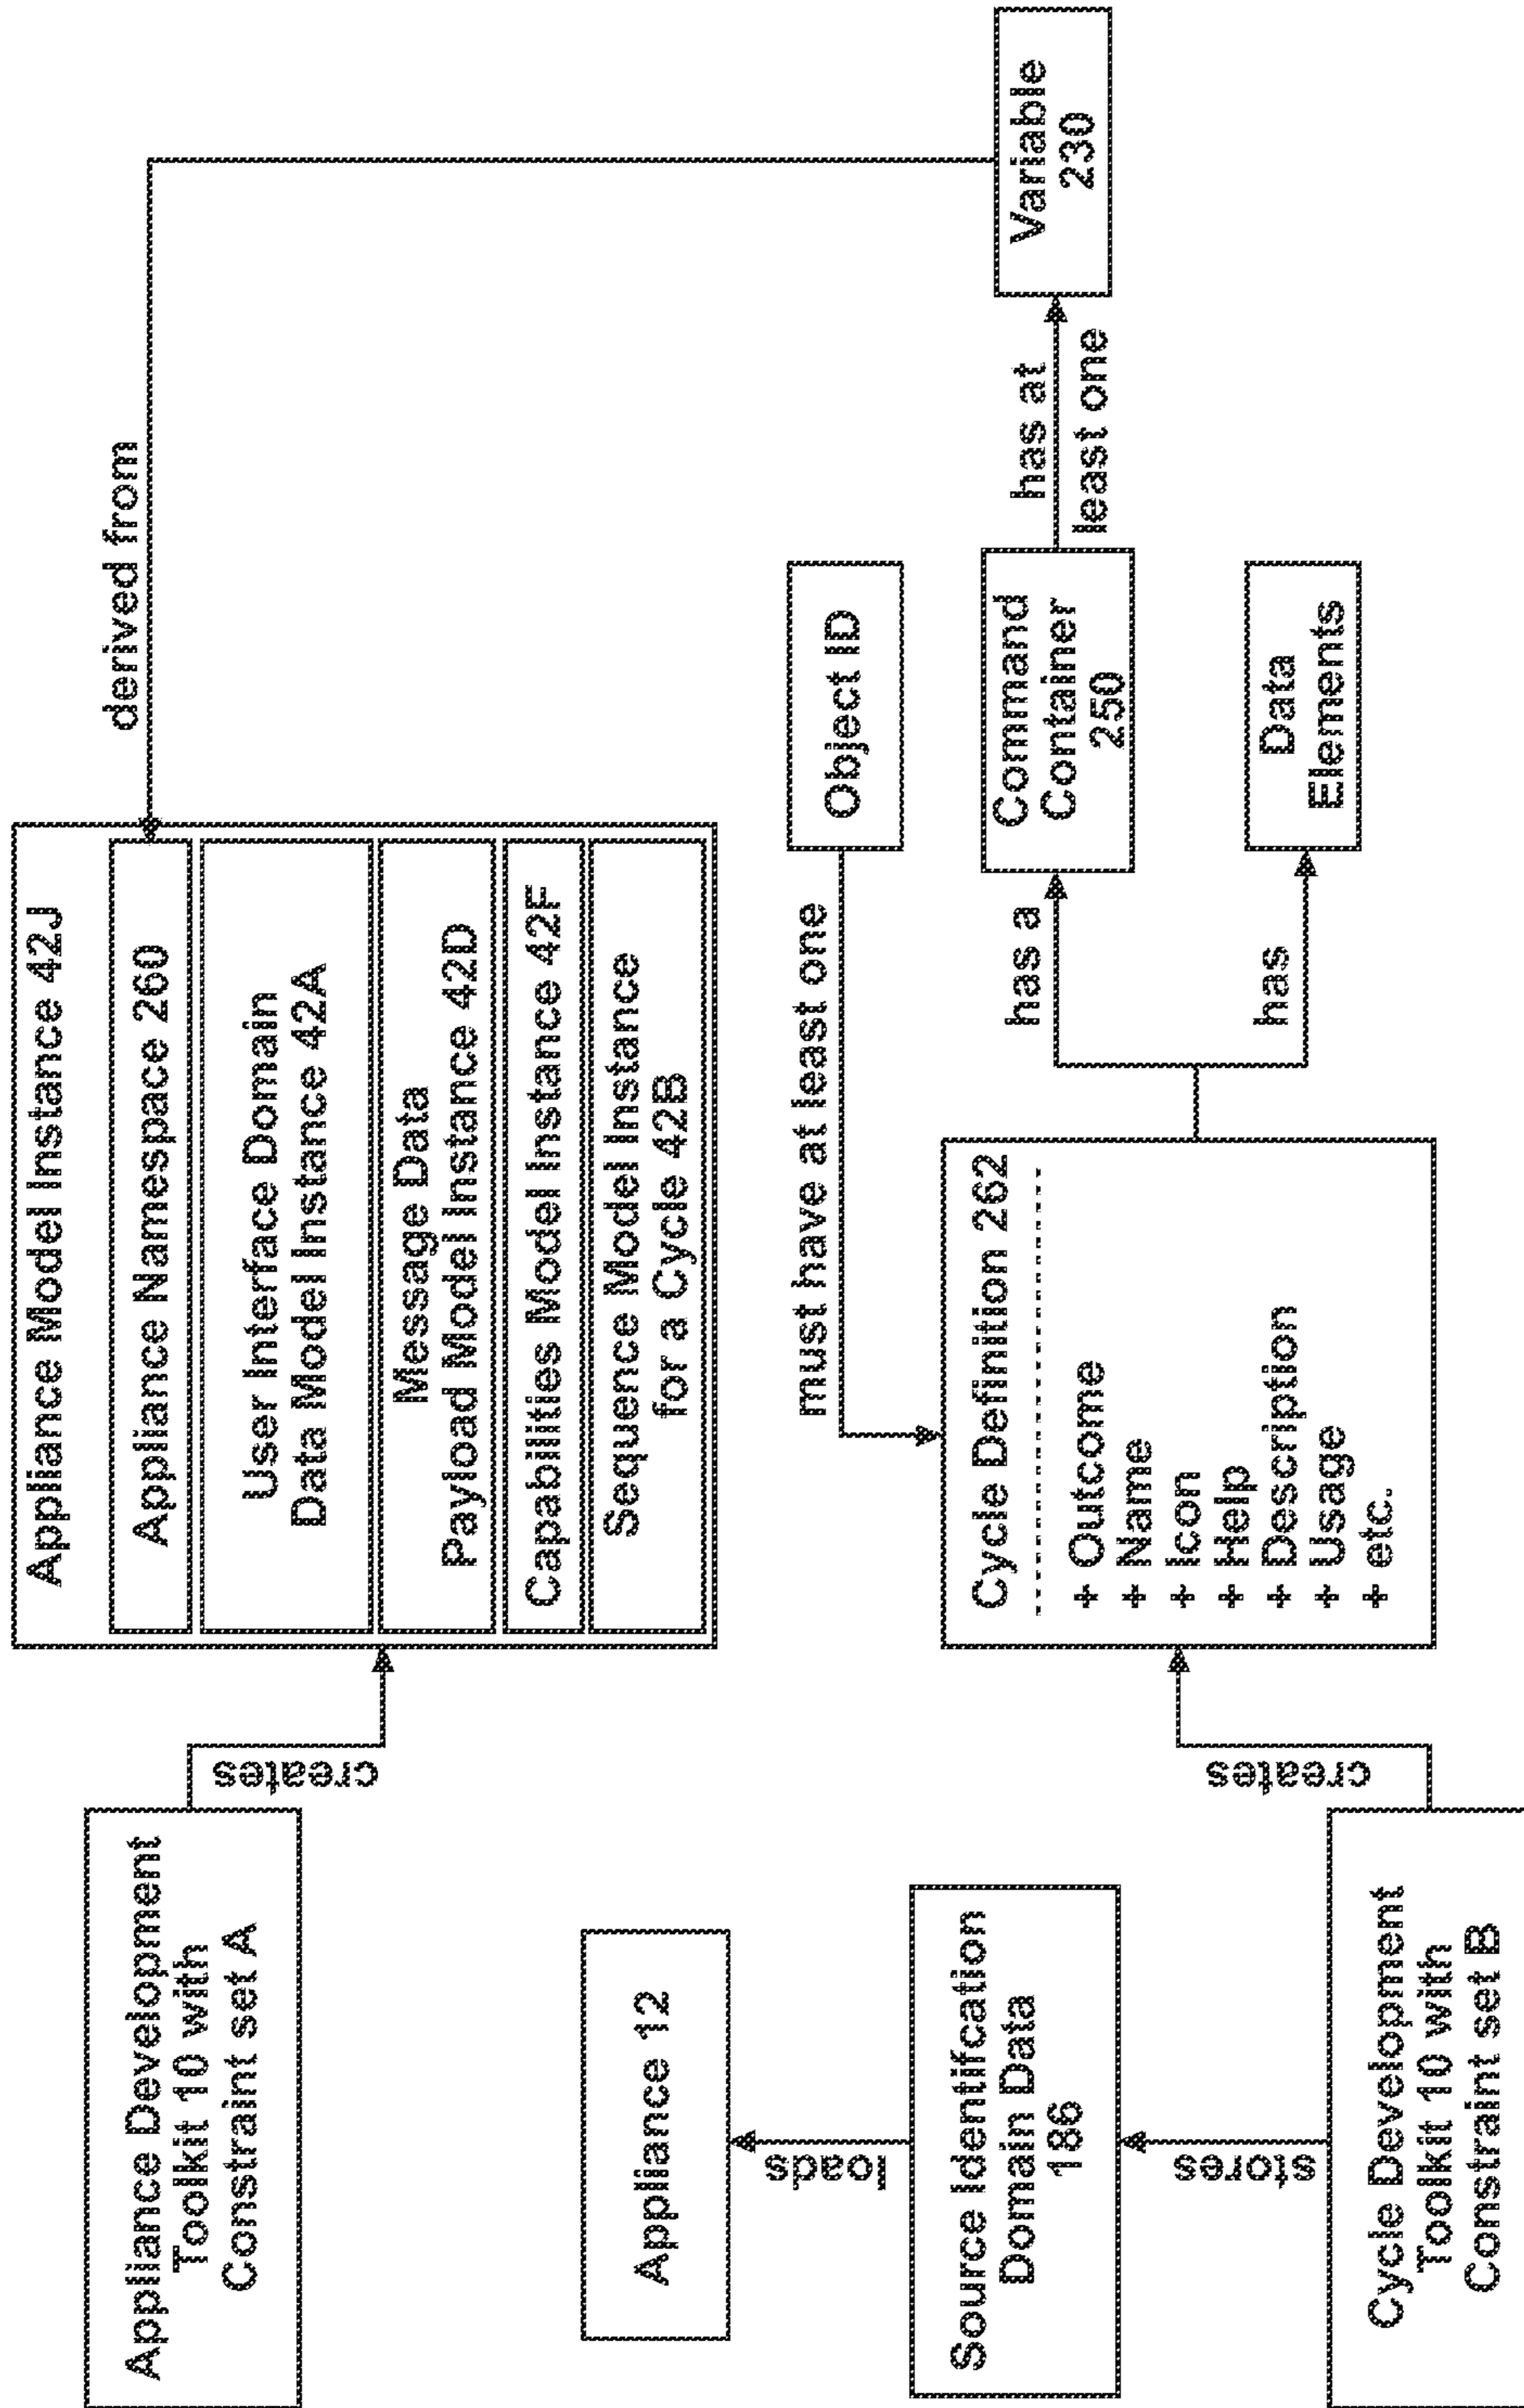 Appliance Development
Toolkit 10 with
Constraint set A
creates
Appliance Model Instance 42J
Appliance Namespace 260
User Interface Domain
Data Model Instance 42A
Message Data
Payload Model Instance 42D
Capabilities Model Instance 42F
Sequence Model Instance
for a Cycle 42B
derived from
Appliance 12
loads
Source Identifcation
Domain Data
186
stores
Cycle Development
Toolkit 10 with
Constraint set B
creates
must have at least one
Object ID
Cycle Definition 262
+ Outcome
+ Name
+ Icon
+ Help
+ Description
+ Usage
+ etc.
has a
Command
Container
250
has at
least one
Variable
230
has
Data
Elements